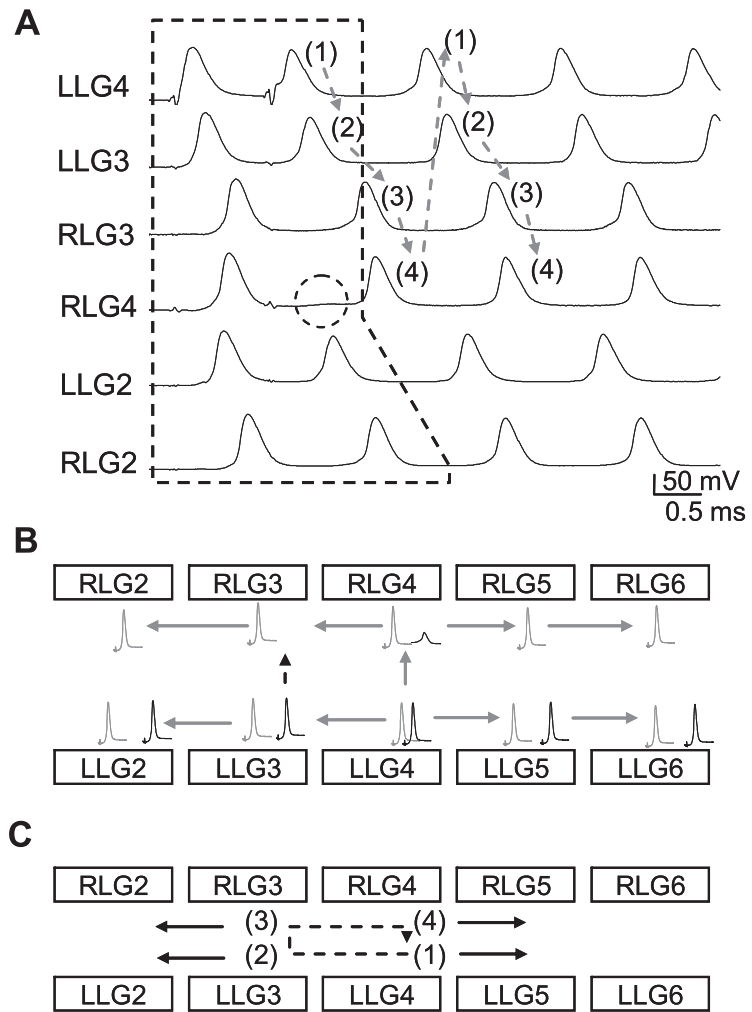 A
LLG4
(1)
(1)
LLG3
(2)
(2)
RLG3
(3)
(3)
RLG4
(4)
(4)
LLG2
RLG2
50 mV
0.5 ms
B
RLG2 RLG3 RLG4 RLG5 RLG6
LLG2 LLG3 LLG4 LLG5 LLG6
C
RLG2 RLG3 RLG4 RLG5 RLG6
(3) (4)
(2) (1)
LLG2 LLG3 LLG4 LLG5 LLG6